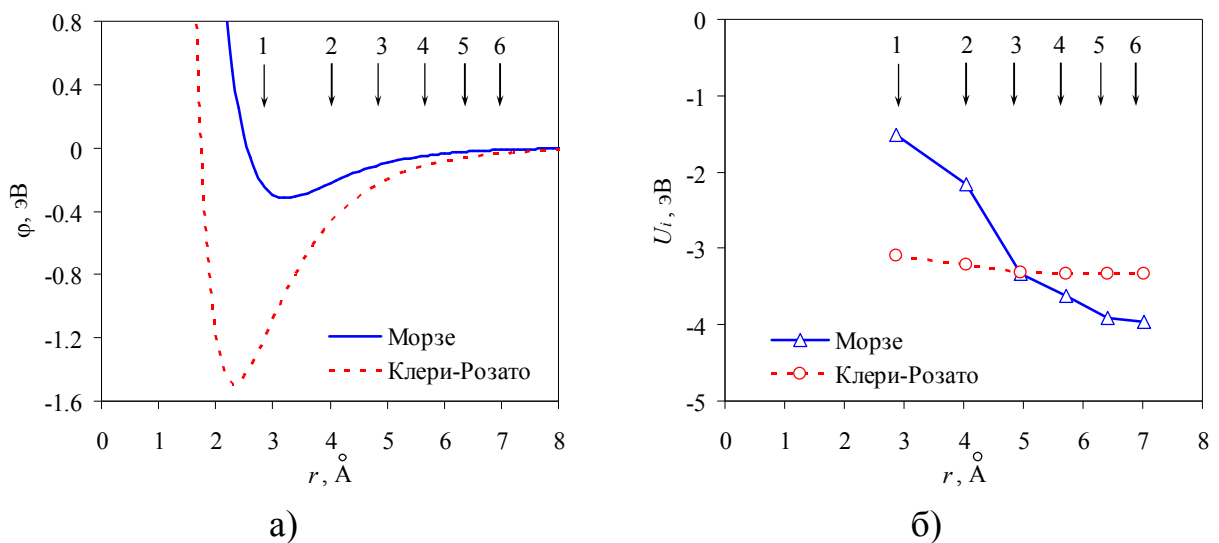 0.8
0.4
0
-0.4
-0.8
-1.2
-1.6
φ, эВ
1 2 3 4 5 6
Морзе
Клери-Розато
0 1 2 3 4 5 6 7 8
r, Å
а)
0
-1
-2
-3
-4
-5
Ui, эВ
1 2 3 4 5 6
Морзе
Клери-Розато
0 1 2 3 4 5 6 7 8
r, Å
б)